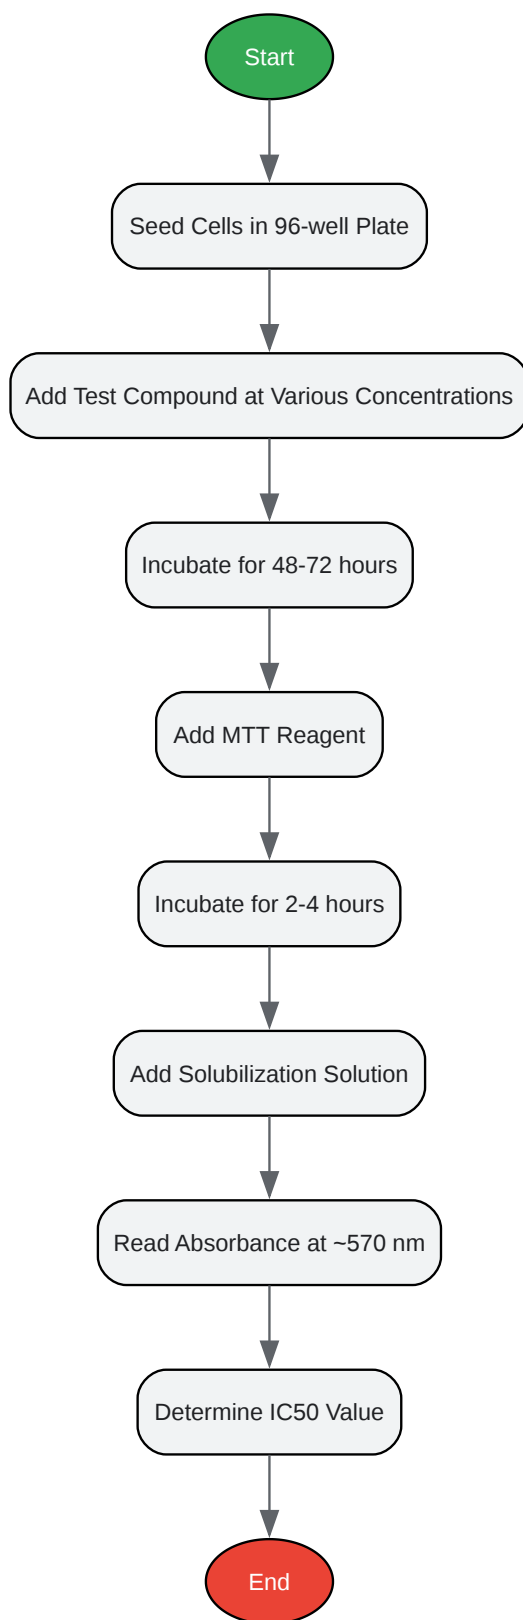 Start
Seed Cells in 96-well Plate
Add Test Compound at Various Concentrations
Incubate for 48-72 hours
Add MTT Reagent
Incubate for 2-4 hours
Add Solubilization Solution
Read Absorbance at ~570 nm
Determine IC50 Value
End